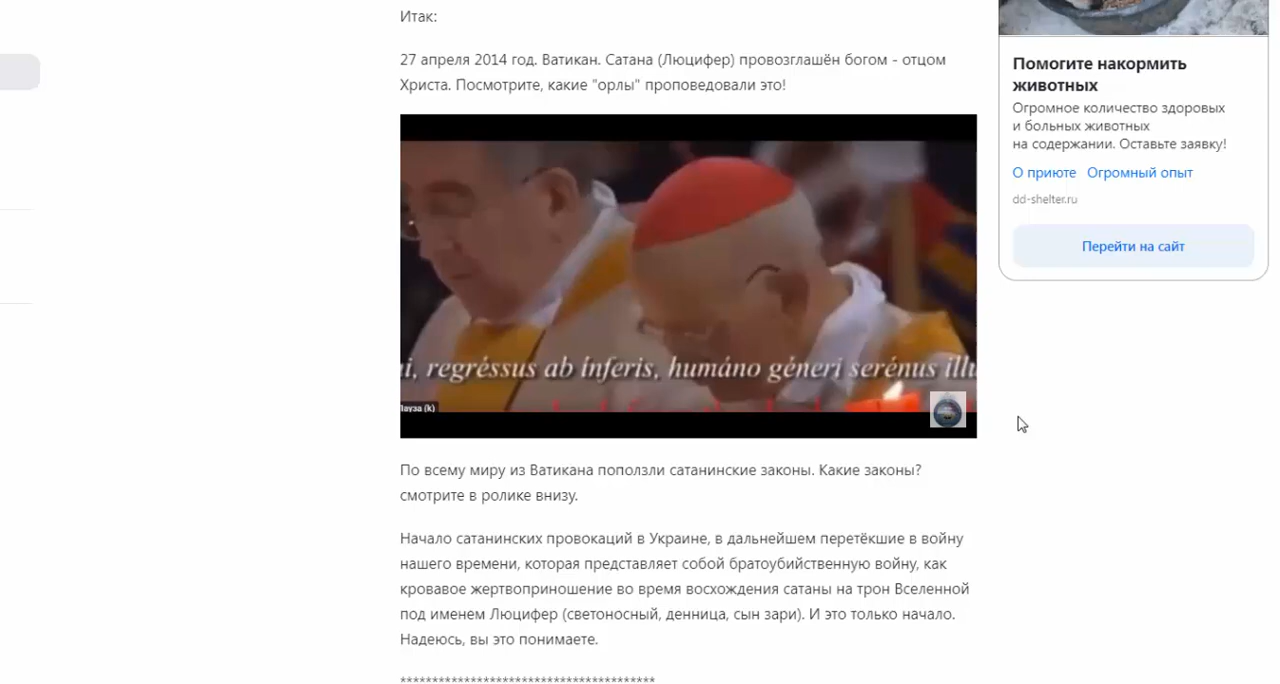 Итак:
27 апреля 2014 год. Ватикан. Сатана (Люцифер) провозглашён богом - отцом
Христа. Посмотрите, какие "орлы" проповедовали это!
i, regréssus ab ínferis, humáno géneri serénus illu
Пауза (k)
По всему миру из Ватикана поползли сатанинские законы. Какие законы?
смотрите в ролике внизу.
Начало сатанинских провокаций в Украине, в дальнейшем перетёкшие в войну
нашего времени, которая представляет собой братоубийственную войну, как
кровавое жертвоприношение во время восхождения сатаны на трон Вселенной
под именем Люцифер (светоносный, денница, сын зари). И это только начало.
Надеюсь, вы это понимаете.
****************************************
Помогите накормить
животных
Огромное количество здоровых
и больных животных
на содержании. Оставьте заявку!
О приюте Огромный опыт
dd-shelter.ru
Перейти на сайт